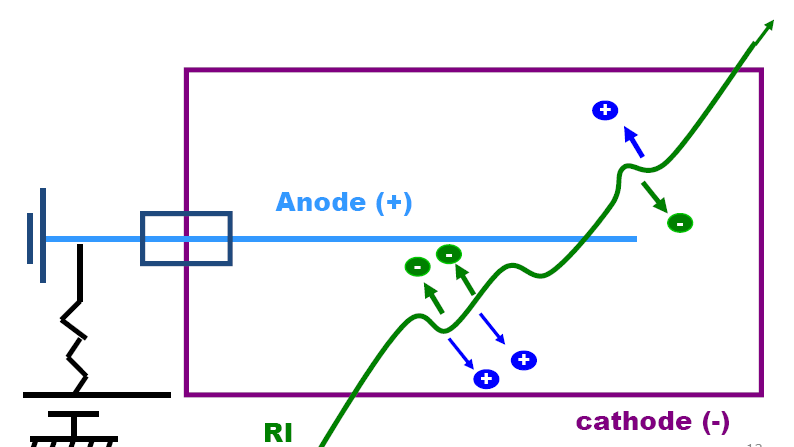 +
Anode (+)
-
-
-
+
+
cathode (-)
RI